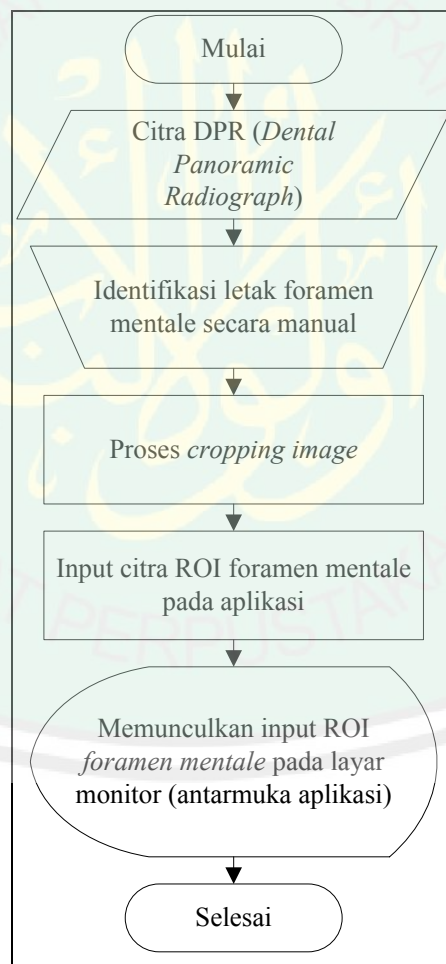 Mulai
Citra DPR (Dental
Panoramic
Radiograph)
Identifikasi letak foramen
mentale secara manual
Proses cropping image
Input citra ROI foramen mentale
pada aplikasi
Memunculkan input ROI
foramen mentale pada layar
monitor (antarmuka aplikasi)
Selesai